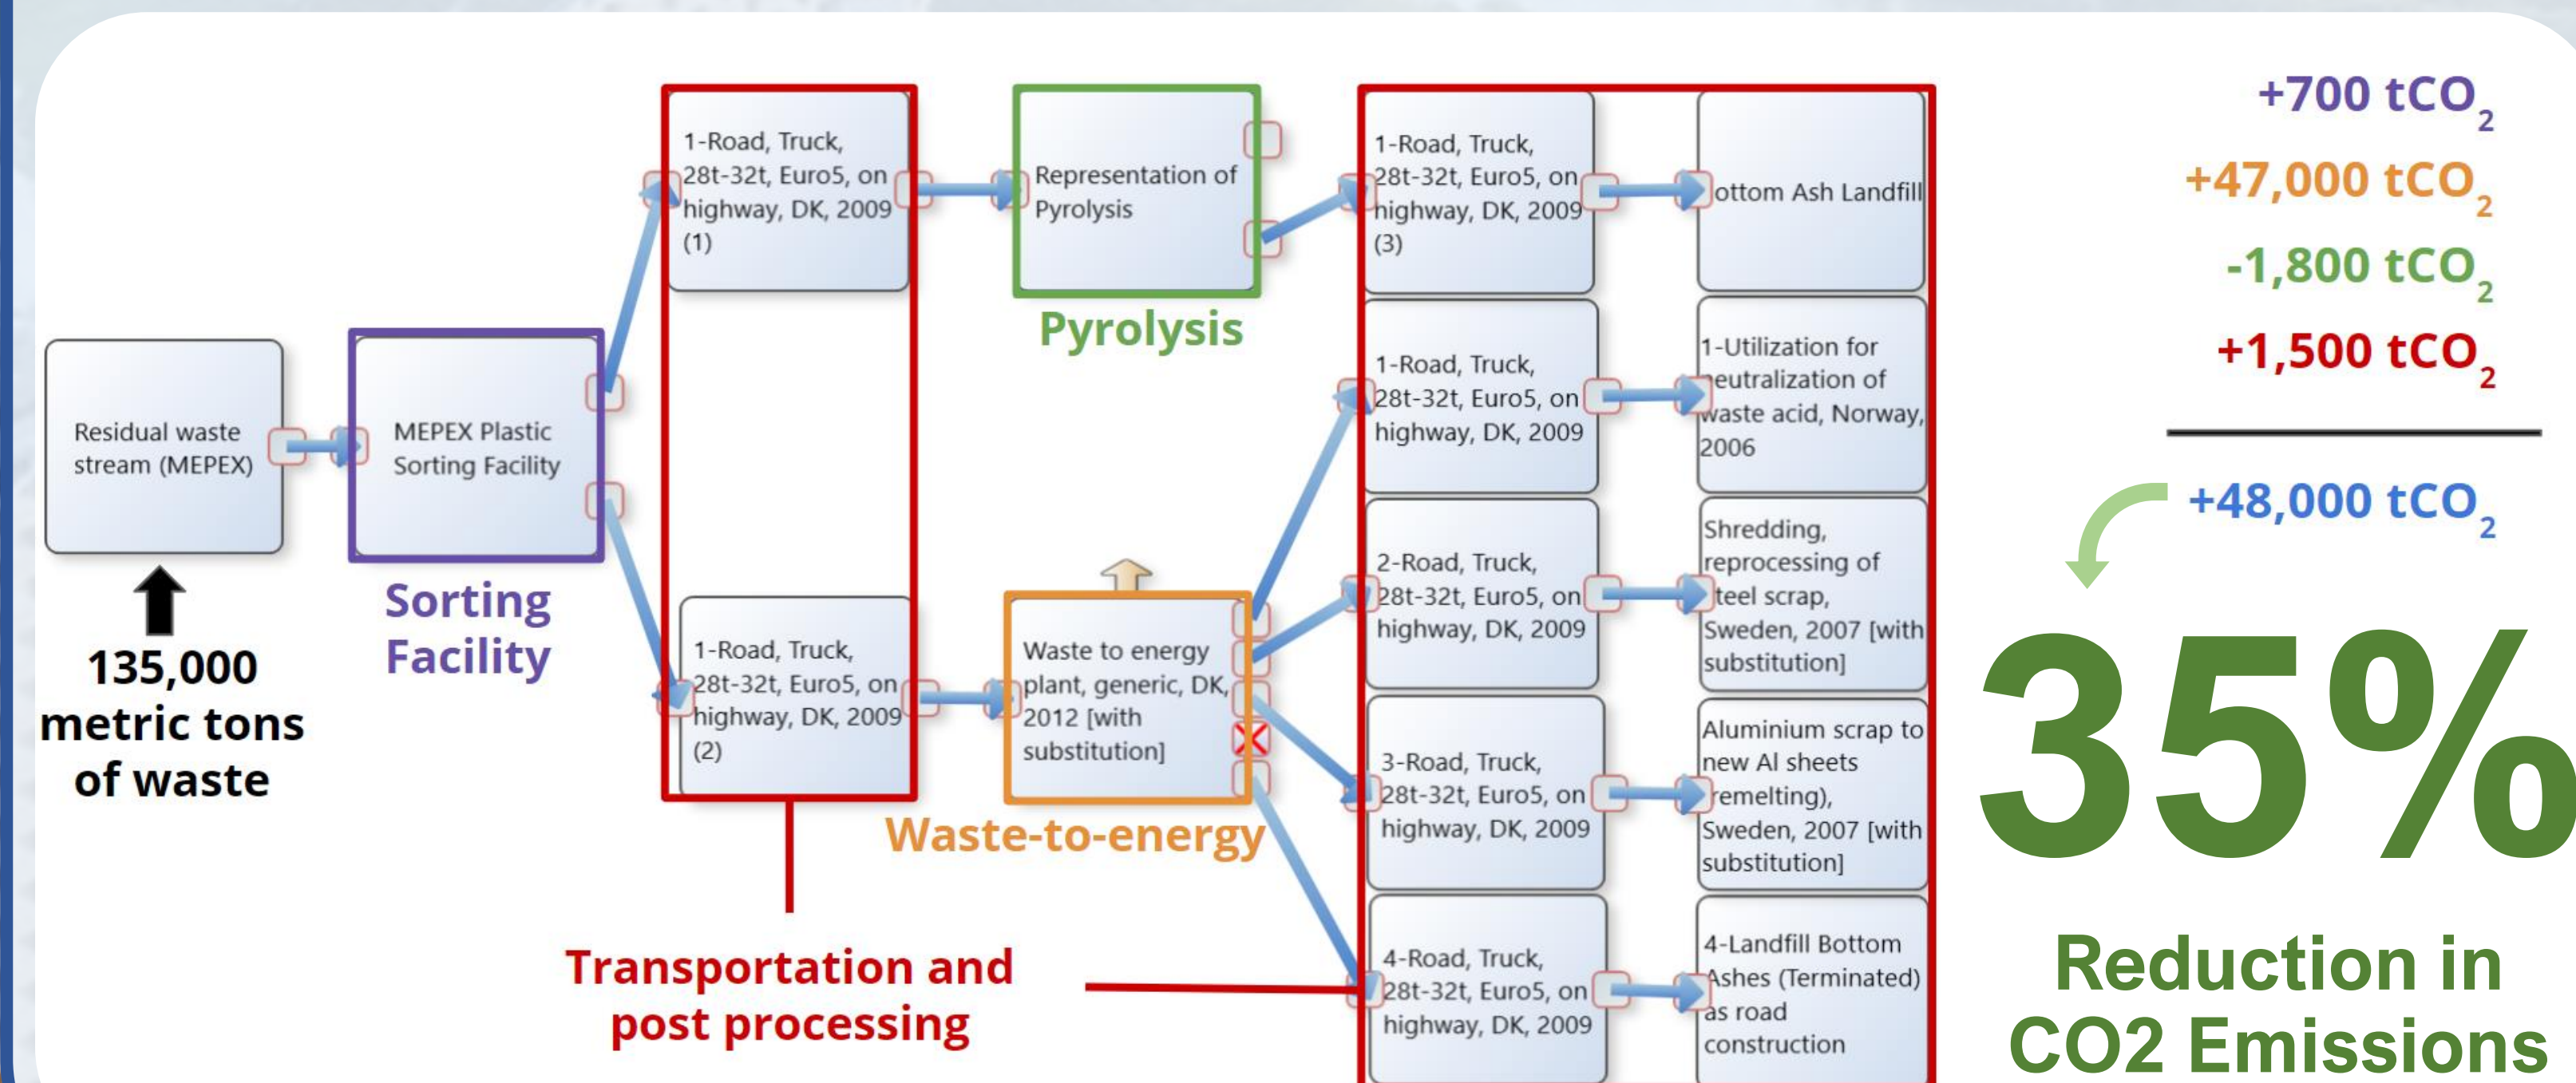 Residual waste
stream (MEPEX)
135,000
metric tons
of waste
MEPEX Plastic
Sorting Facility
Sorting
Facility
1-Road, Truck,
28t-32t, Euro5, on
highway, DK, 2009
(1)
1-Road, Truck,
28t-32t, Euro5, on
highway, DK, 2009
(2)
Transportation and
post processing
Representation of
Pyrolysis
Pyrolysis
Waste to energy
plant, generic, DK,
2012 [with
substitution]
Waste-to-energy
1-Road, Truck,
28t-32t, Euro5, on
highway, DK, 2009
(3)
ottom Ash Landfill
1-Road, Truck,
28t-32t, Euro5, on
highway, DK, 2009
1-Utilization for
neutralization of
waste acid, Norway,
2006
2-Road, Truck,
28t-32t, Euro5, on
highway, DK, 2009
Shredding,
reprocessing of
teel scrap,
Sweden, 2007 [with
substitution]
3-Road, Truck,
28t-32t, Euro5, on
highway, DK, 2009
Aluminium scrap to
new Al sheets
(remelting),
Sweden, 2007 [with
substitution]
4-Road, Truck,
28t-32t, Euro5, on
highway, DK, 2009
4-Landfill Bottom
Ashes (Terminated)
as road
construction
+700 tCO2
+47,000 tCO2
-1,800 tCO2
+1,500 tCO2
+48,000 tCO2
35%
Reduction in
CO2 Emissions